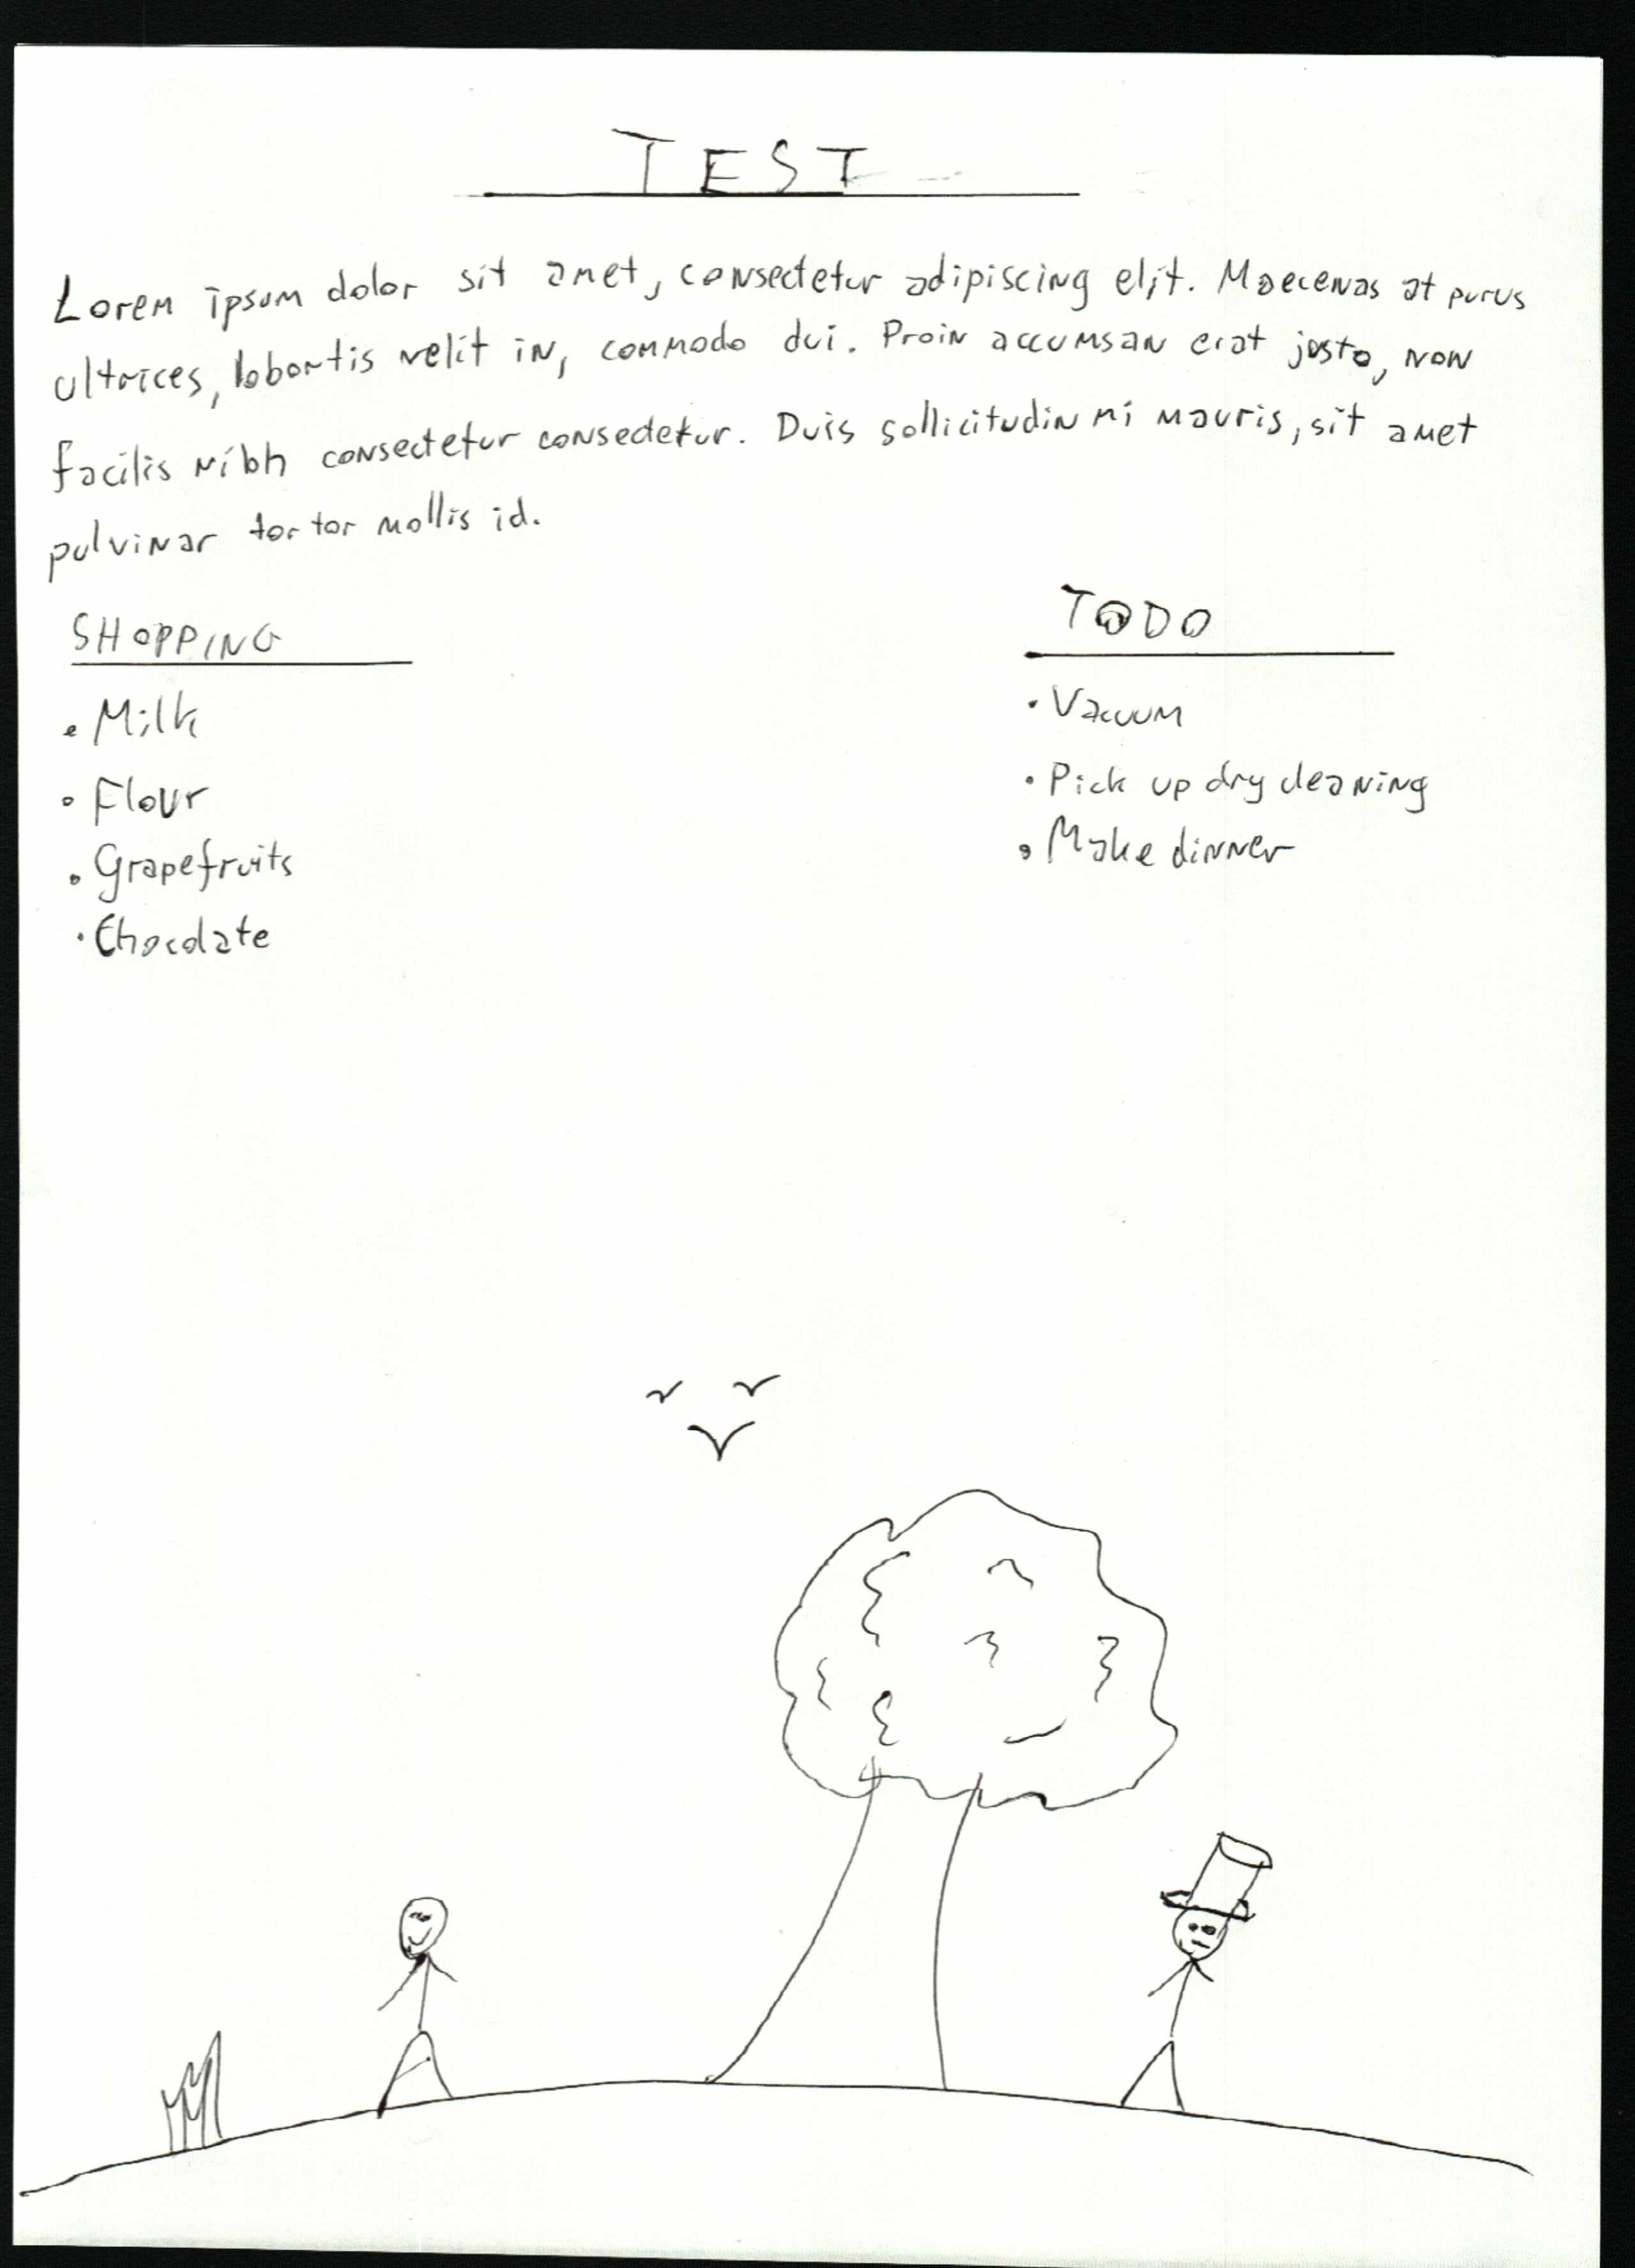 TEST
Lorem ipsum dolor sit amet, consectetur adipiscing elit. Maecenas at purus
ultrices, lobortis velit in, commodo dui. Proin accumsan erat justo, non
facilis nibh consectetur consectetur. Duis sollicitudin mi mauris, sit amet
pulvinar tortor mollis id.
SHOPPING
• Milk
• Flour
• Grapefruits
• Chocolate
TODO
• Vacuum
• Pick up dry cleaning
• Make dinner